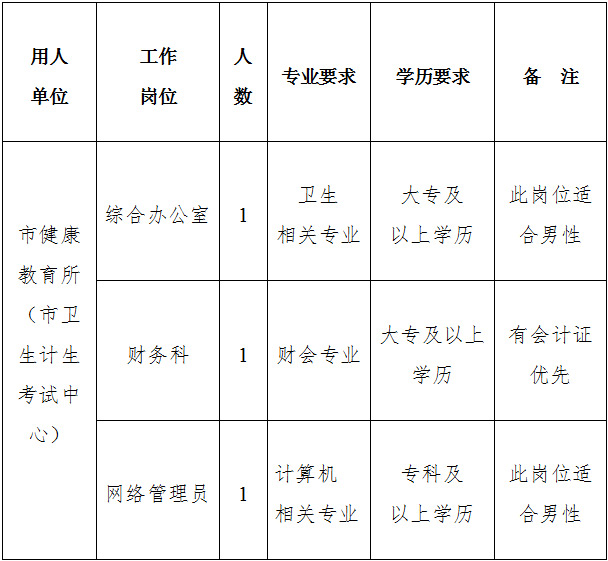 用人
单位
工作
岗位
人
数
专业要求
学历要求
备 注
市健康
教育所
（市卫
生计生
考试中
心）
综合办公室
1
卫生
相关专业
大专及
以上学历
此岗位适
合男性
财务科
1
财会专业
大专及以上
学历
有会计证
优先
网络管理员
1
计算机
相关专业
专科及
以上学历
此岗位适
合男性